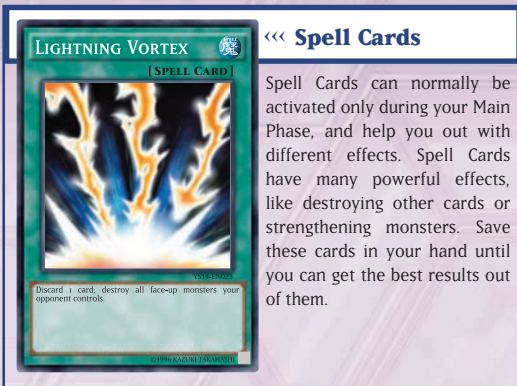 LIGHTNING VORTEX
[SPELL CARD]
YS14-EN023
Discard 1 card; destroy all face-up monsters your
opponent controls.
©1996 KAZUKI TAKAHASHI
‹‹‹ Spell Cards
Spell Cards can normally be
activated only during your Main
Phase, and help you out with
different effects. Spell Cards
have many powerful effects,
like destroying other cards or
strengthening monsters. Save
these cards in your hand until
you can get the best results out
of them.